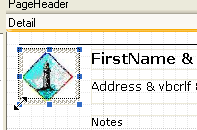 PageHeader
Detail
FirstName &
Address & vbcrlf
Notes